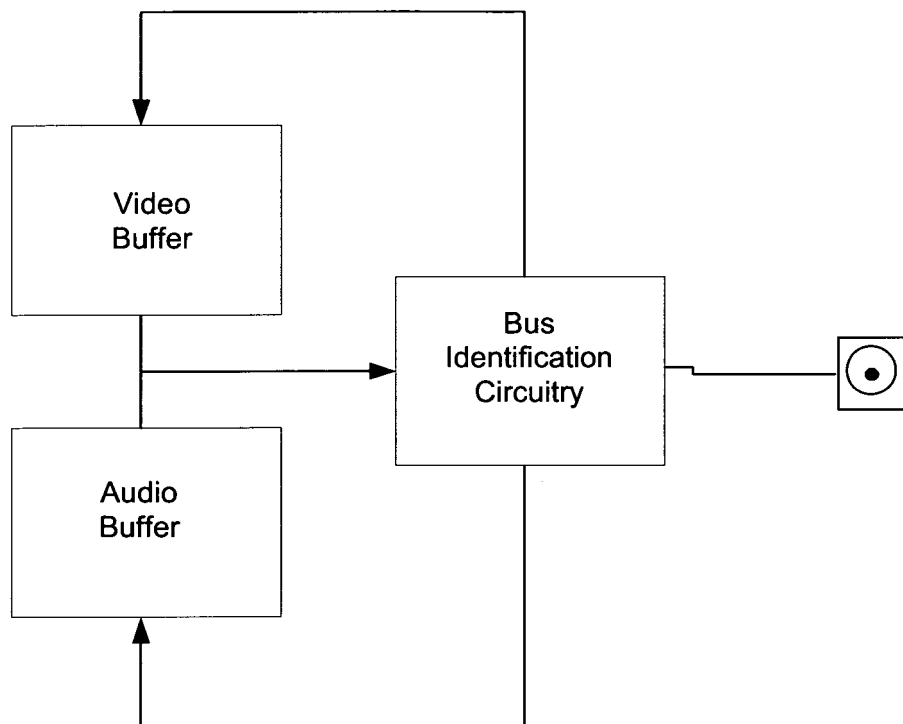 Video
Buffer
Bus
Identification
Circuitry
Audio
Buffer